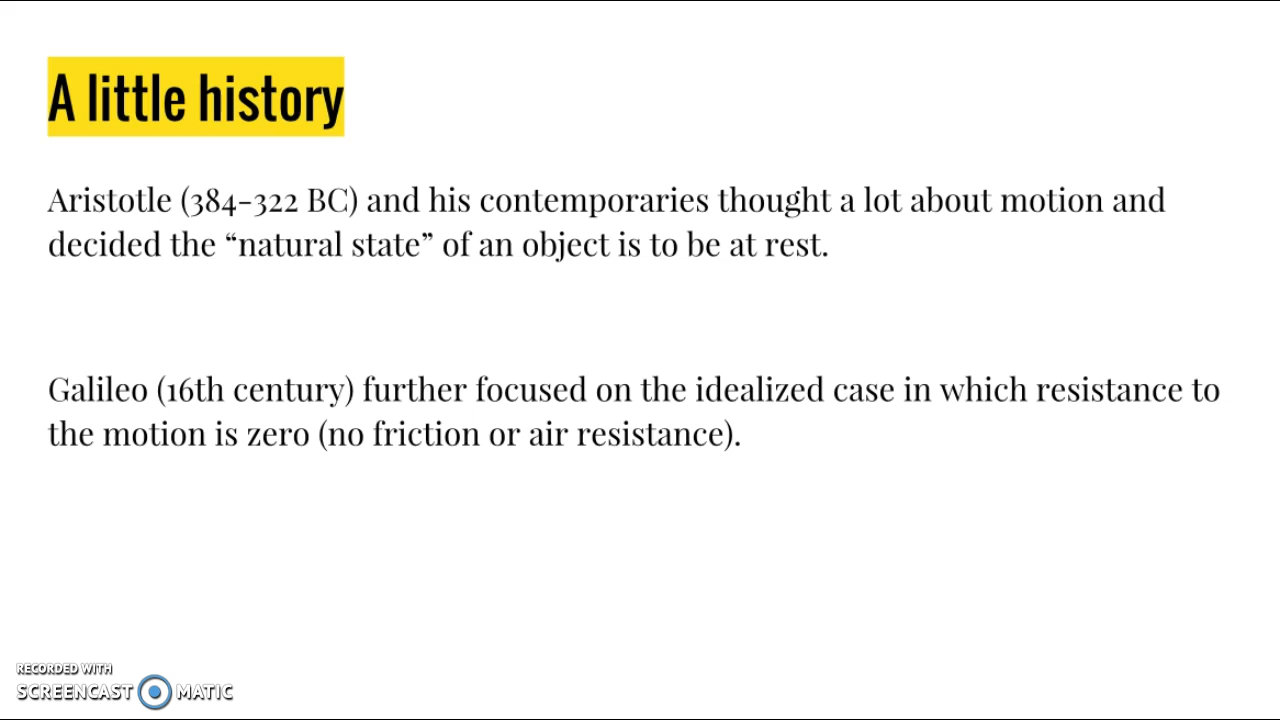 A little history
Aristotle (384-322 BC) and his contemporaries thought a lot about motion and
decided the “natural state” of an object is to be at rest.
Galileo (16th century) further focused on the idealized case in which resistance to
the motion is zero (no friction or air resistance).
RECORDED WITH
SCREENCAST MATIC